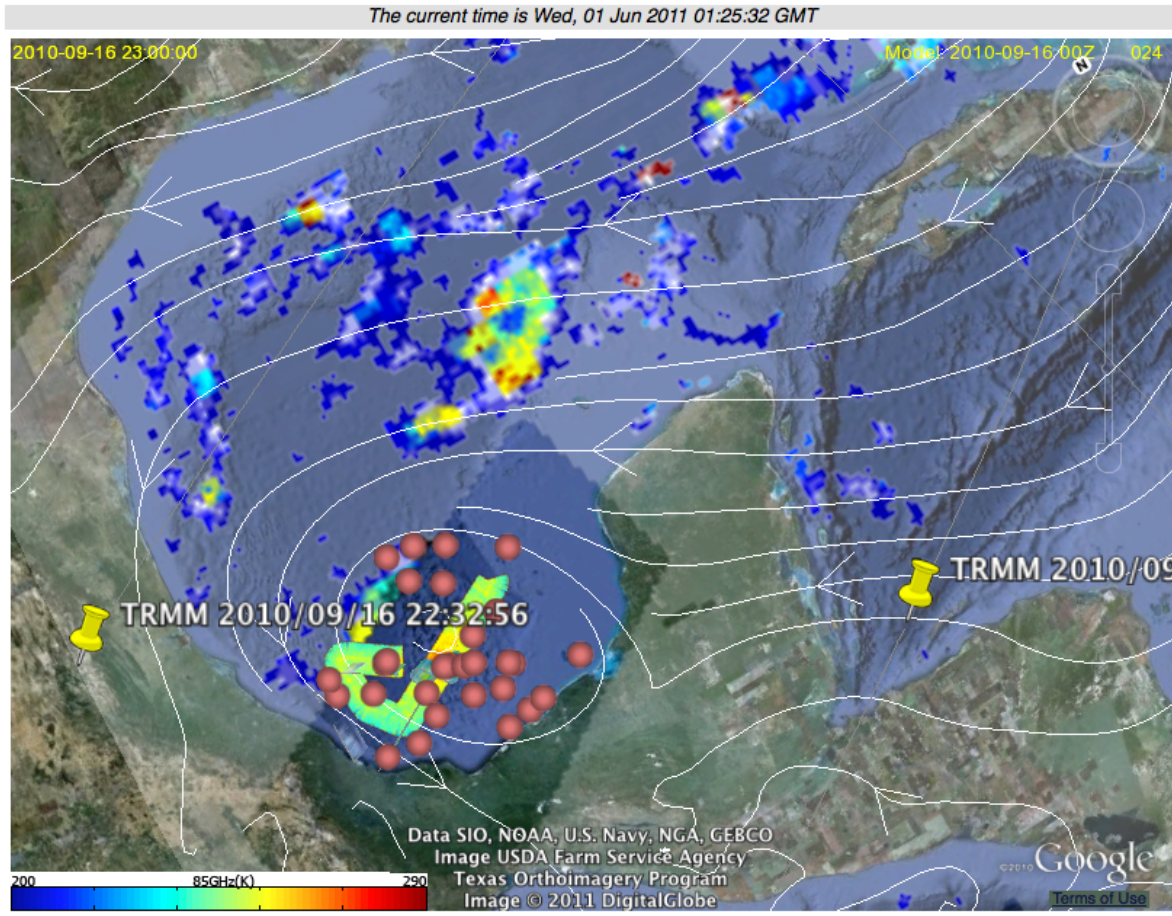 The current time is Wed, 01 Jun 2011 01:25:32 GMT
2010-09-16 23:00:00
Model: 2010-09-16 00Z 024
N
TRMM 2010/09
TRMM 2010/09/16 22:32:56
Data SIO, NOAA, U.S. Navy, NGA, GEBCO
Image USDA Farm Service Agency
Texas Orthoimagery Program
Image © 2011 DigitalGlobe
©2010 Google
Terms of Use
200 85GHz(K) 290